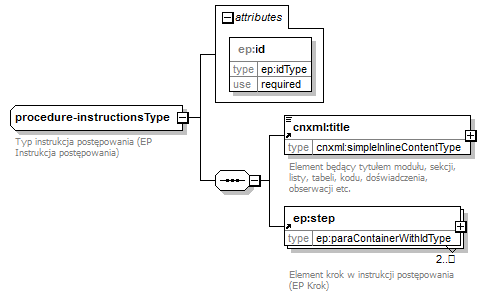 attributes
ep:id
type ep:idType
use required
procedure-instructionsType
Typ instrukcja postępowania (EP
Instrukcja postępowania)
cnxml:title
type cnxml:simpleInlineContentType
Element będący tytułem modułu, sekcji,
listy, tabeli, kodu, doświadczenia,
obserwacji etc.
ep:step
type ep:paraContainerWithIdType
2..
Element krok w instrukcji postępowania
(EP Krok)